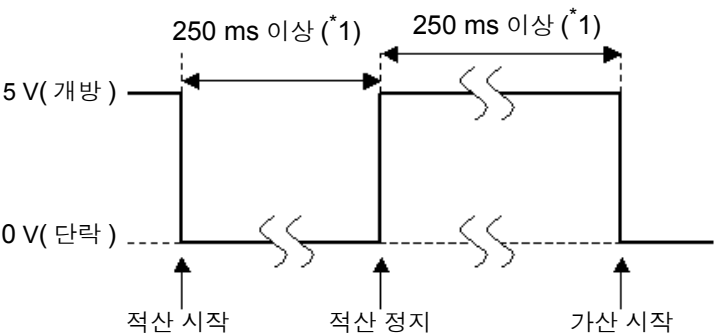 250 ms 이상 (*1)
250 ms 이상 (*1)
5 V( 개방 )
0 V( 단락 )
적산 시작
적산 정지
가산 시작